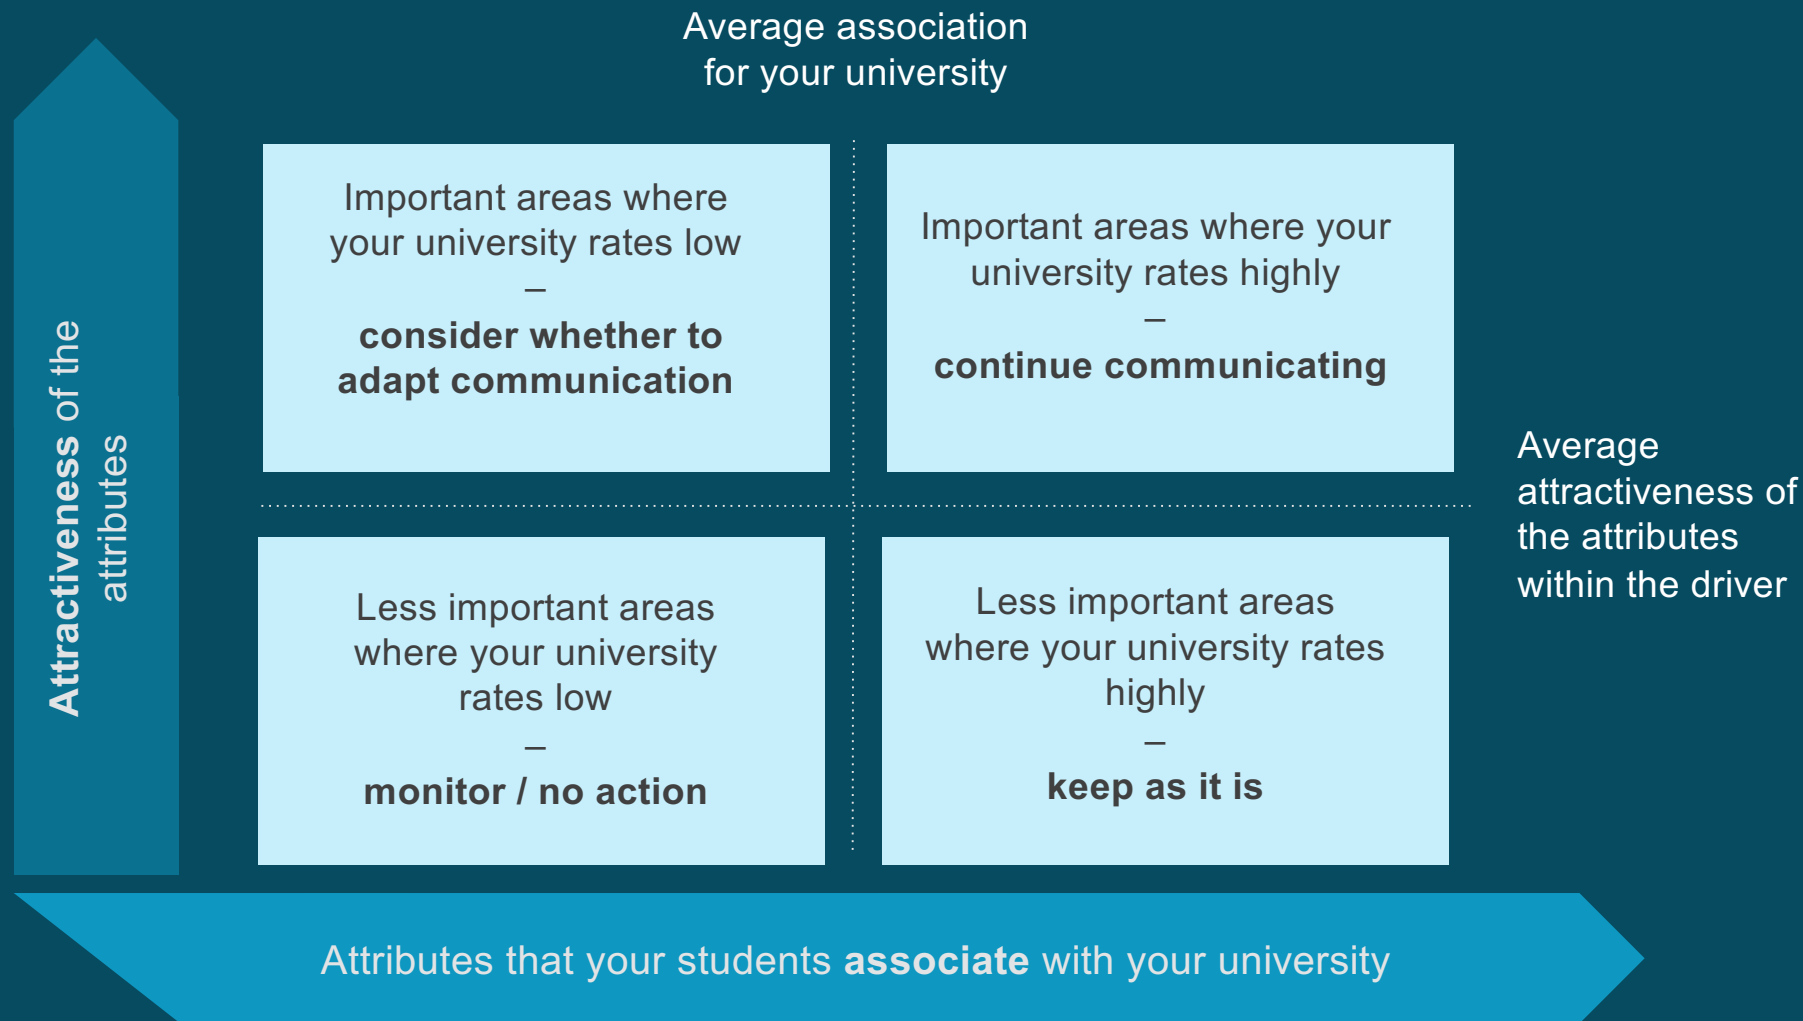 Average association
for your university
Attractiveness of the
attributes
Important areas where
your university rates low
–
consider whether to
adapt communication
Important areas where your
university rates highly
–
continue communicating
Average
attractiveness of
the attributes
within the driver
Less important areas
where your university
rates low
–
monitor / no action
Less important areas
where your university rates
highly
–
keep as it is
Attributes that your students associate with your university